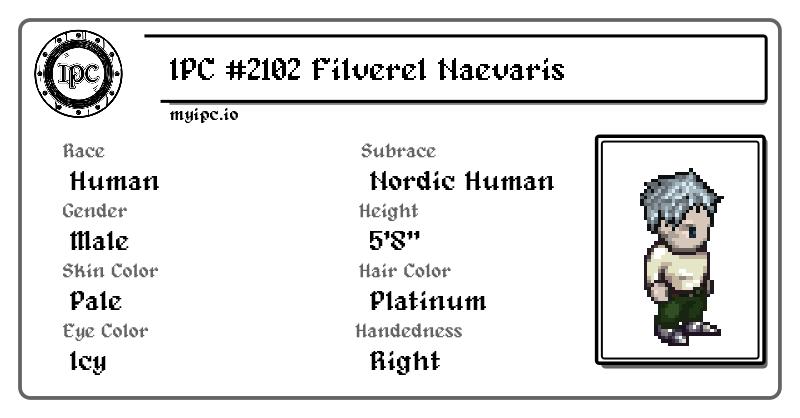 IPC
IPC #2102 Filverel Naevaris
myipc.io
Race
Human
Subrace
Nordic Human
Gender
Male
Height
5'8"
Skin Color
Pale
Hair Color
Platinum
Eye Color
Icy
Handedness
Right